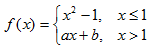 f(x) = { x² − 1, x ≤ 1
ax + b, x > 1